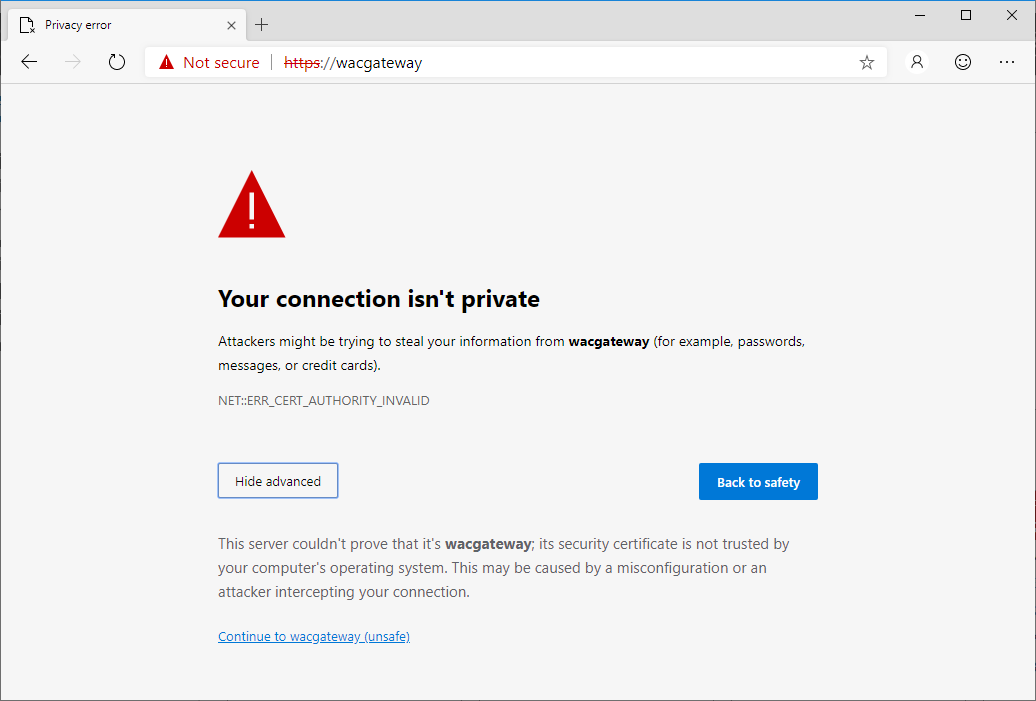 Privacy error
Not secure | https://wacgateway
Your connection isn't private
Attackers might be trying to steal your information from wacgateway (for example, passwords,
messages, or credit cards).
NET::ERR_CERT_AUTHORITY_INVALID
Hide advanced
Back to safety
This server couldn't prove that it's wacgateway; its security certificate is not trusted by
your computer's operating system. This may be caused by a misconfiguration or an
attacker intercepting your connection.
Continue to wacgateway (unsafe)